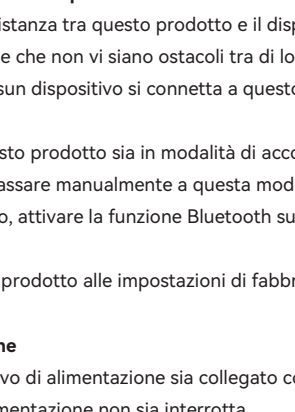 istanza tra questo prodotto e il disp
e che non vi siano ostacoli tra di lo
sun dispositivo si connetta a questo
sto prodotto sia in modalità di acco
assare manualmente a questa mod
o, attivare la funzione Bluetooth su
prodotto alle impostazioni di fabbr
ne
vo di alimentazione sia collegato co
mentazione non sia interrotta